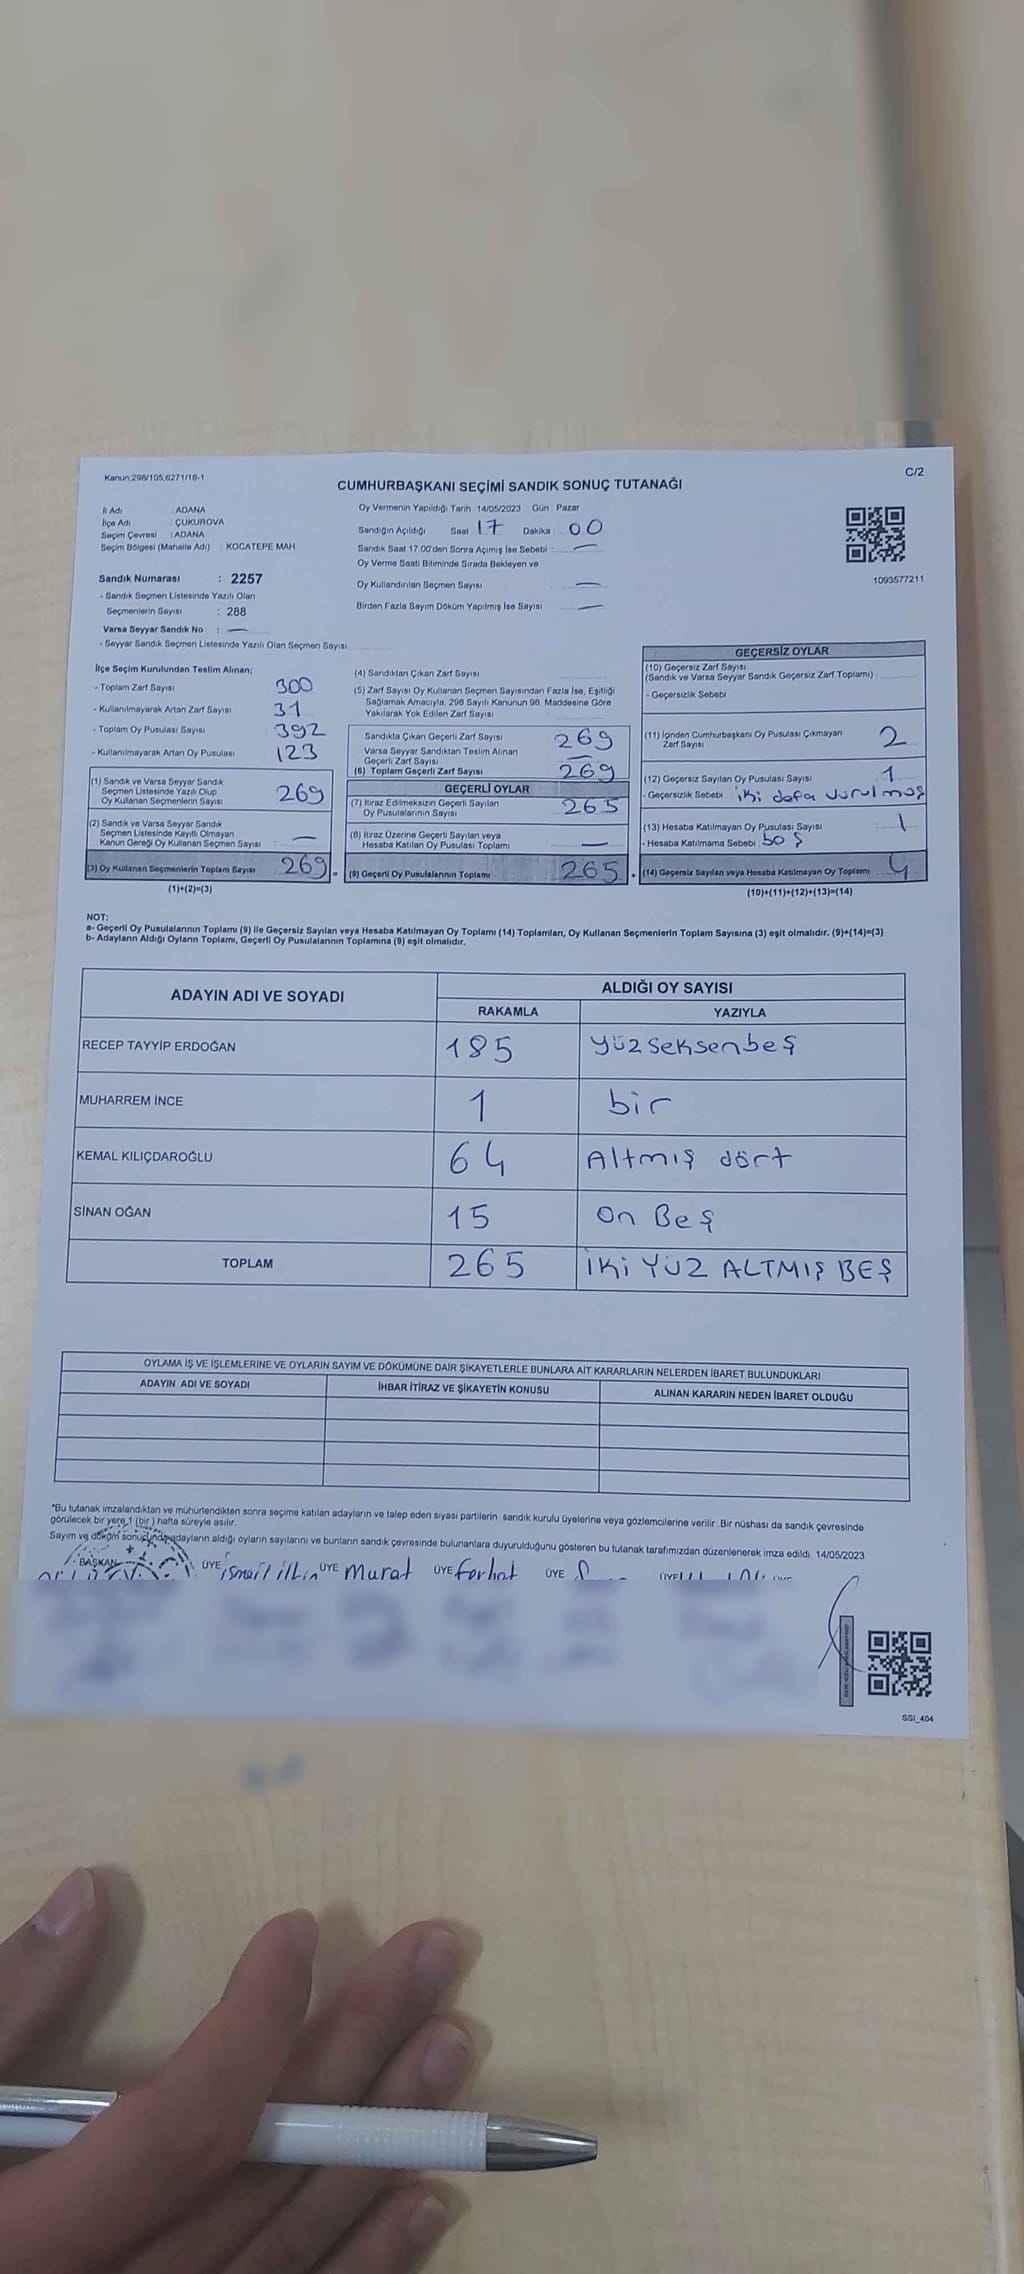 Kanun,298/105,6271/18-1
C/2
CUMHURBAŞKANI SEÇİMİ SANDIK SONUÇ TUTANAĞI
İl Adı : ADANA
İlçe Adı : ÇUKUROVA
Seçim Çevresi : ADANA
Seçim Bölgesi (Mahalle Adı) : KOCATEPE MAH
Sandık Numarası : 2257
- Sandık Seçmen Listesinde Yazılı Olan
Seçmenlerin Sayısı : 288
Varsa Seyyar Sandık No : —
- Seyyar Sandık Seçmen Listesinde Yazılı Olan Seçmen Sayısı
Oy Vermenin Yapıldığı Tarih 14/05/2023 Gün Pazar
Sandığın Açıldığı Saat 17 Dakika 00
Sandık Saat 17.00'den Sonra Açımış İse Sebebi : —
Oy Verme Saati Bitiminde Sırada Bekleyen ve
Oy Kullandırılan Seçmen Sayısı —
Birden Fazla Sayım Döküm Yapılmış İse Sayısı —
1093577211
İlçe Seçim Kurulundan Teslim Alınan;
- Toplam Zarf Sayısı 300
- Kullanılmayarak Artan Zarf Sayısı 31
- Toplam Oy Pusulası Sayısı 392
- Kullanılmayarak Artan Oy Pusulası 123
(1) Sandık ve Varsa Seyyar Sandık
Seçmen Listesinde Yazılı Olup
Oy Kullanan Seçmenlerin Sayısı 269
(2) Sandık ve Varsa Seyyar Sandık
Seçmen Listesinde Kayıtlı Olmayan
Kanun Gereği Oy Kullanan Seçmen Sayısı : —
(3) Oy Kullanan Seçmenlerin Toplam Sayısı 269
(1)+(2)=(3)
(4) Sandıktan Çıkan Zarf Sayısı
(5) Zarf Sayısı Oy Kullanan Seçmen Sayısından Fazla İse, Eşitliği
Sağlamak Amacıyla, 298 Sayılı Kanunun 98. Maddesine Göre
Yakılarak Yok Edilen Zarf Sayısı
Sandıkta Çıkan Geçerli Zarf Sayısı 269
Varsa Seyyar Sandıktan Teslim Alınan
Geçerli Zarf Sayısı —
(6) Toplam Geçerli Zarf Sayısı 269
GEÇERLİ OYLAR
(7) İtiraz Edilmeksizin Geçerli Sayılan
Oy Pusulalarının Sayısı 265
(8) İtiraz Üzerine Geçerli Sayılan veya
Hesaba Katılan Oy Pusulası Toplamı —
(9) Geçerli Oy Pusulalarının Toplamı 265
GEÇERSİZ OYLAR
(10) Geçersiz Zarf Sayısı
(Sandık ve Varsa Seyyar Sandık Geçersiz Zarf Toplamı) :
- Geçersizlik Sebebi
(11) İçinden Cumhurbaşkanı Oy Pusulası Çıkmayan
Zarf Sayısı 2
(12) Geçersiz Sayılan Oy Pusulası Sayısı 1
- Geçersizlik Sebebi iki defa vurulmuş
(13) Hesaba Katılmayan Oy Pusulası Sayısı : 1
- Hesaba Katılmama Sebebi boş
(14) Geçersiz Sayılan veya Hesaba Katılmayan Oy Toplamı 4
(10)+(11)+(12)+(13)=(14)
NOT:
a- Geçerli Oy Pusulalarının Toplamı (9) ile Geçersiz Sayılan veya Hesaba Katılmayan Oy Toplamı (14) Toplamları, Oy Kullanan Seçmenlerin Toplam Sayısına (3) eşit olmalıdır. (9)+(14)=(3)
b- Adayların Aldığı Oyların Toplamı, Geçerli Oy Pusulalarının Toplamına (9) eşit olmalıdır.
ADAYIN ADI VE SOYADI ALDIĞI OY SAYISI
RAKAMLA YAZIYLA
RECEP TAYYİP ERDOĞAN 185 yüzseksenbeş
MUHARREM İNCE 1 bir
KEMAL KILIÇDAROĞLU 64 Altmış dört
SİNAN OĞAN 15 on Beş
TOPLAM 265 İKİ YÜZ ALTMIŞ BEŞ
OYLAMA İŞ VE İŞLEMLERİNE VE OYLARIN SAYIM VE DÖKÜMÜNE DAİR ŞİKAYETLERLE BUNLARA AİT KARARLARIN NELERDEN İBARET BULUNDUKLARI
ADAYIN ADI VE SOYADI İHBAR İTİRAZ VE ŞİKAYETİN KONUSU ALINAN KARARIN NEDEN İBARET OLDUĞU
*Bu tutanak imzalandıktan ve mühürlendikten sonra seçime katılan adayların ve talep eden siyasi partilerin sandık kurulu üyelerine veya gözlemcilerine verilir. Bir nüshası da sandık çevresinde
görülecek bir yere 1 (bir) hafta süreyle asılır.
Sayım ve döküm sonucunda adayların aldığı oyların sayılarını ve bunların sandık çevresinde bulunanlara duyurulduğunu gösteren bu tutanak tarafımızdan düzenlenerek imza edildi. 14/05/2023
BAŞKAN ÜYE ismail ÜYE Murat ÜYE Ferhat ÜYE
SSI_404